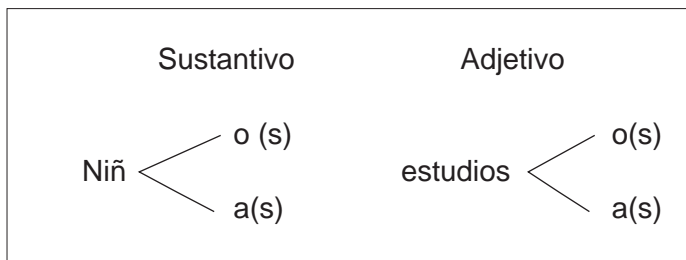 Sustantivo Adjetivo
o (s) o(s)
Niñ estudios
a(s) a(s)